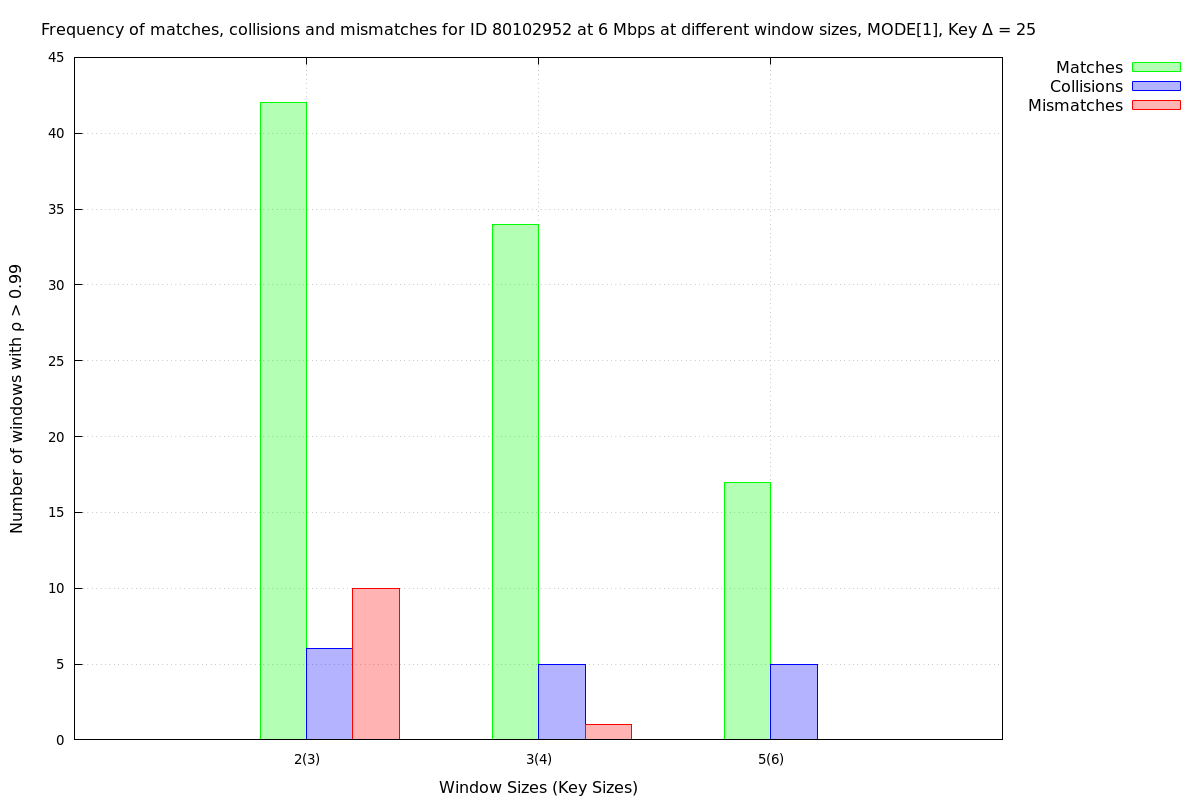 Frequency of matches, collisions and mismatches for ID 80102952 at 6 Mbps at different window sizes, MODE[1], Key Δ = 25
Matches
Collisions
Mismatches
Number of windows with ρ > 0.99
45
40
35
30
25
20
15
10
5
0
2(3) 3(4) 5(6)
Window Sizes (Key Sizes)